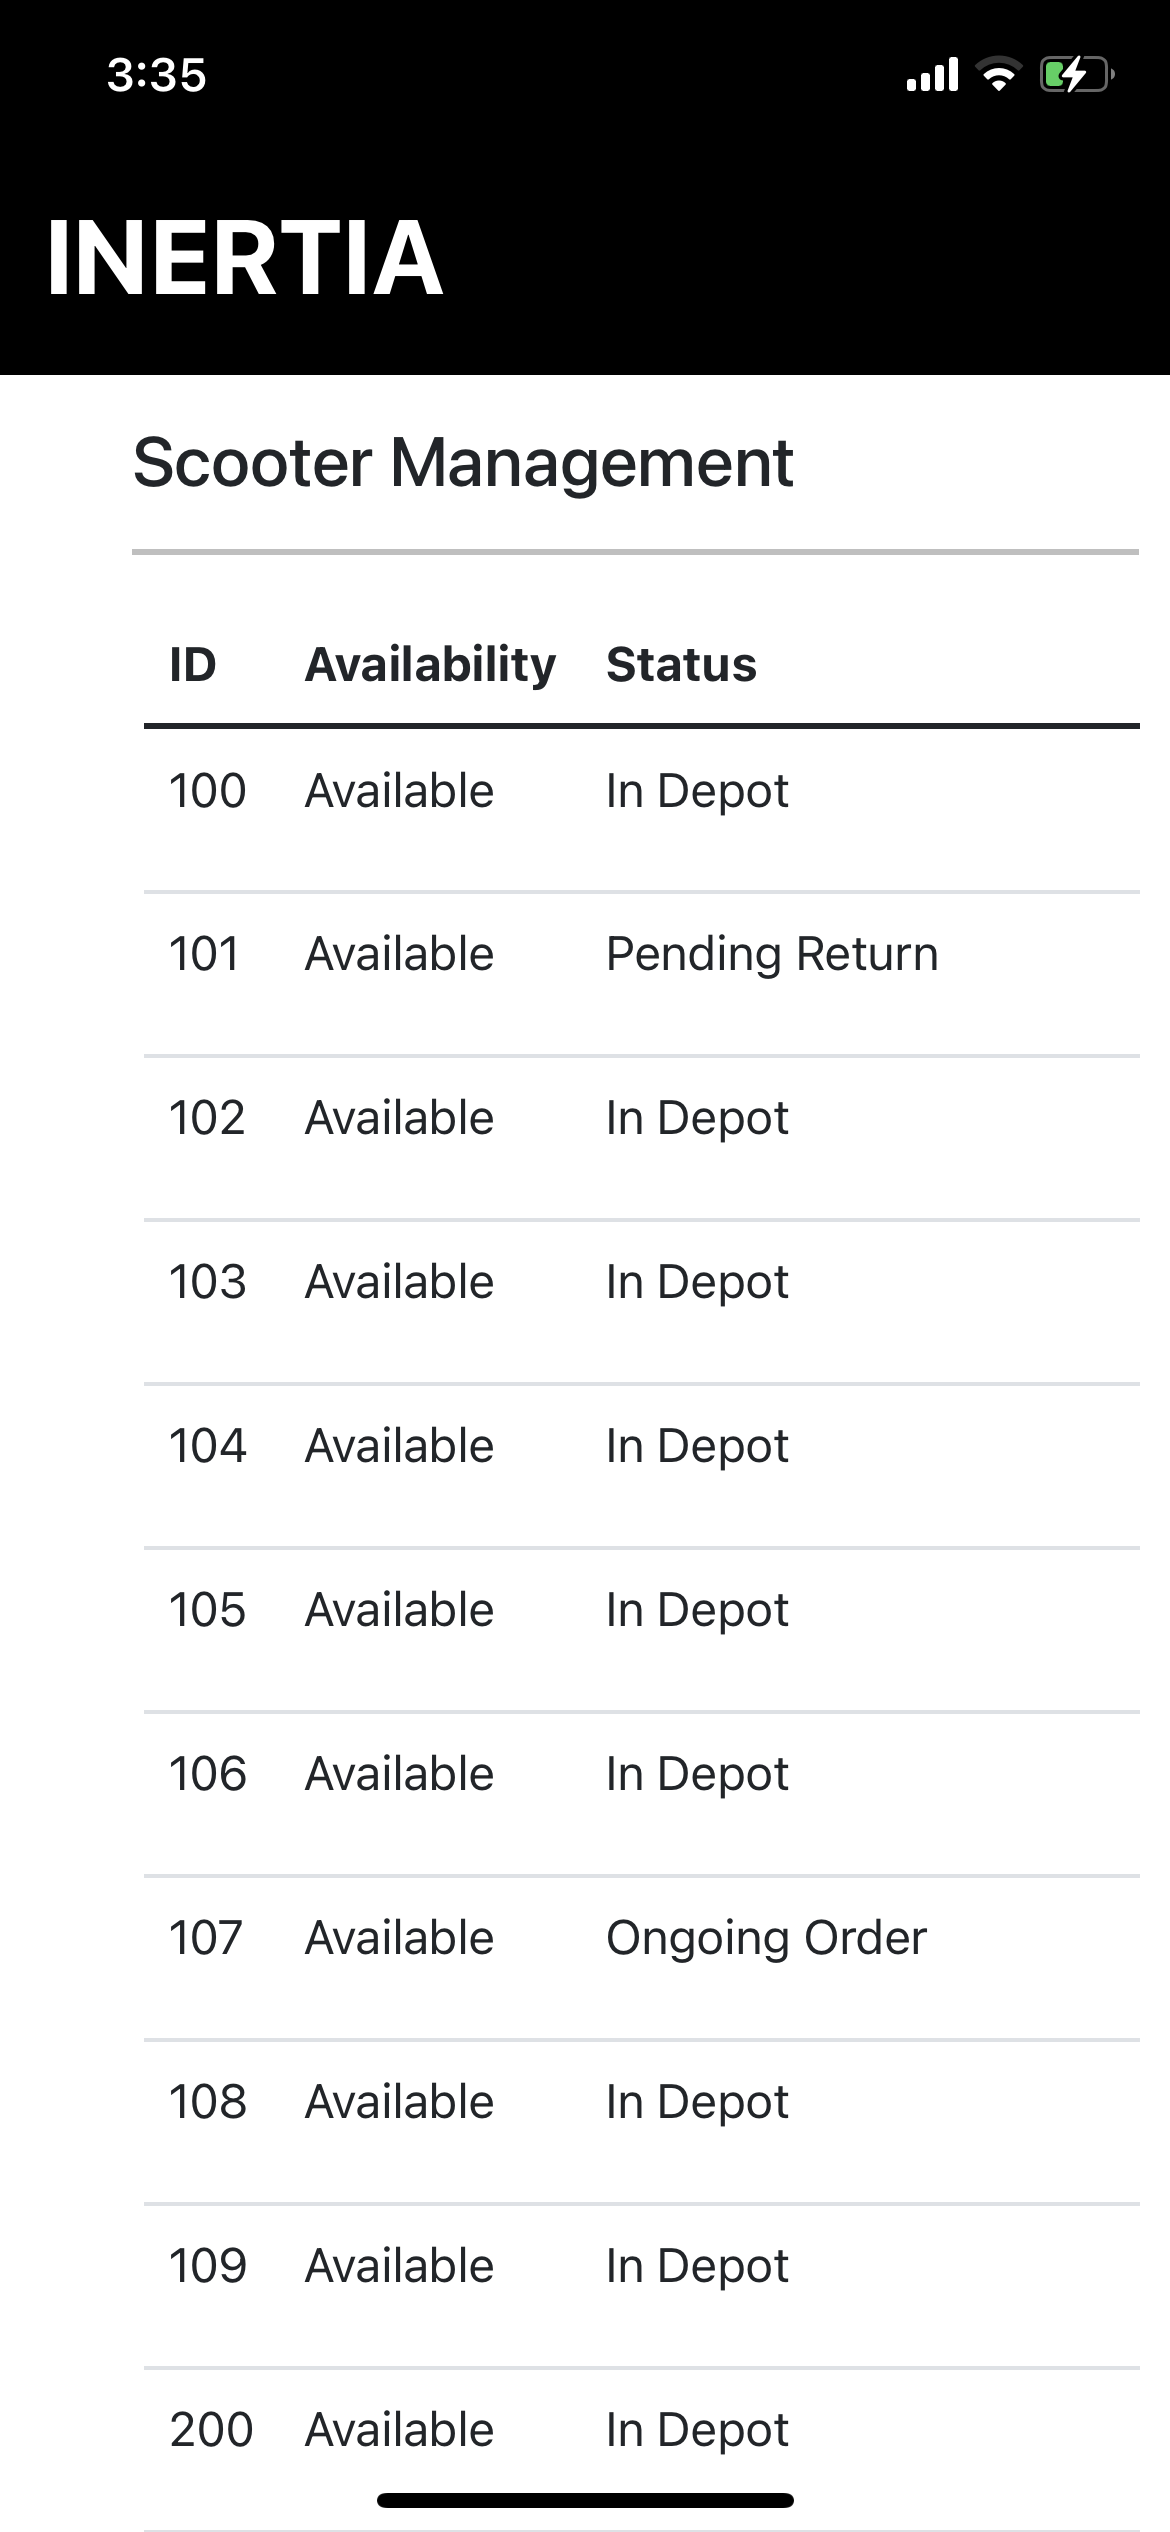 3:35
INERTIA
Scooter Management
ID Availability Status
100 Available In Depot
101 Available Pending Return
102 Available In Depot
103 Available In Depot
104 Available In Depot
105 Available In Depot
106 Available In Depot
107 Available Ongoing Order
108 Available In Depot
109 Available In Depot
200 Available In Depot